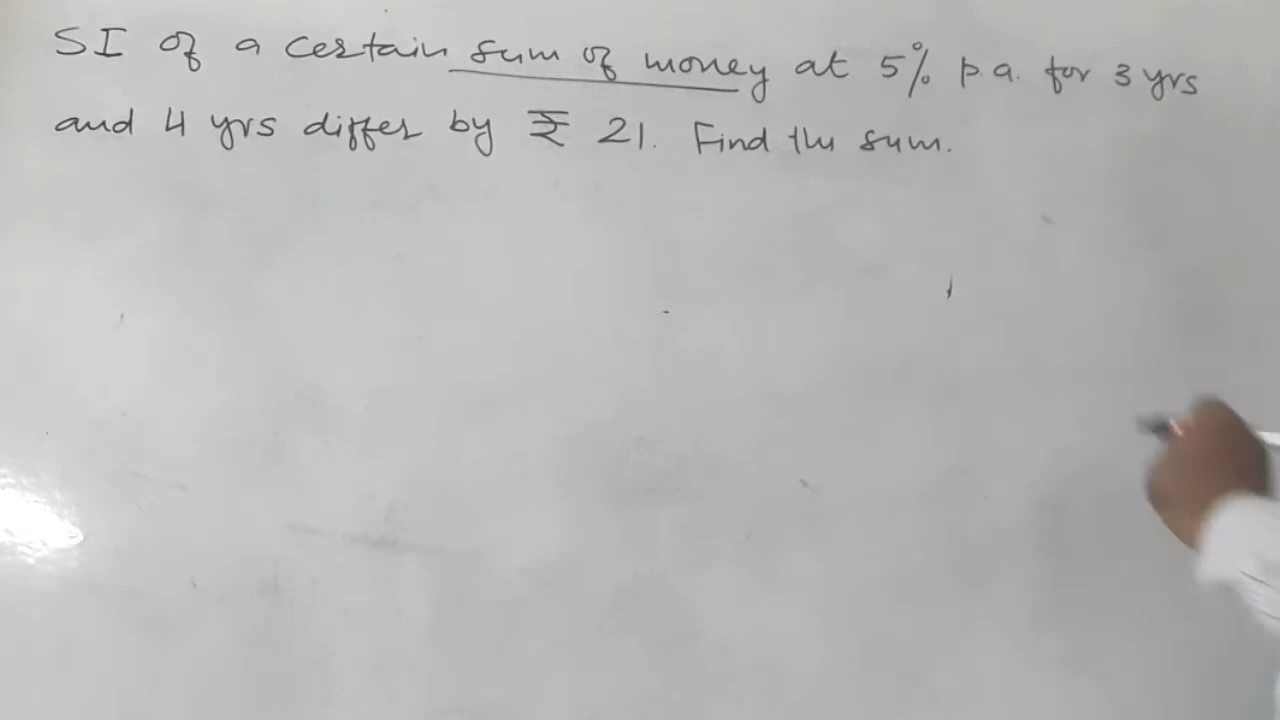 SI of a certain sum of money at 5% p.a. for 3 yrs
and 4 yrs differ by ₹ 21. Find the sum.